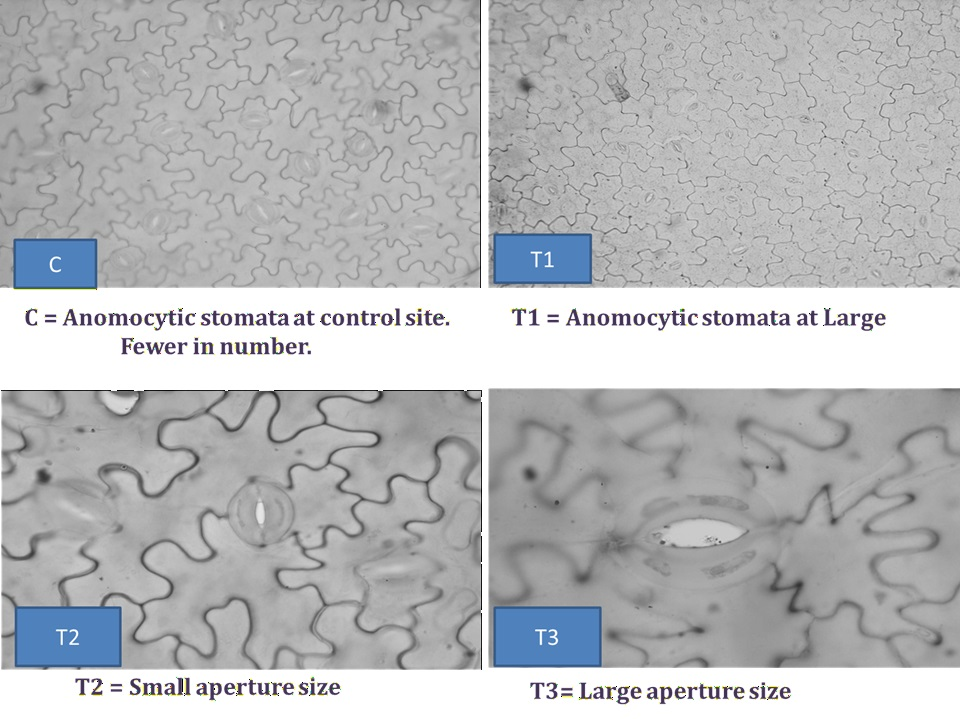 C
T1
C = Anomocytic stomata at control site.
Fewer in number.
T1 = Anomocytic stomata at Large
T2
T3
T2 = Small aperture size
T3= Large aperture size